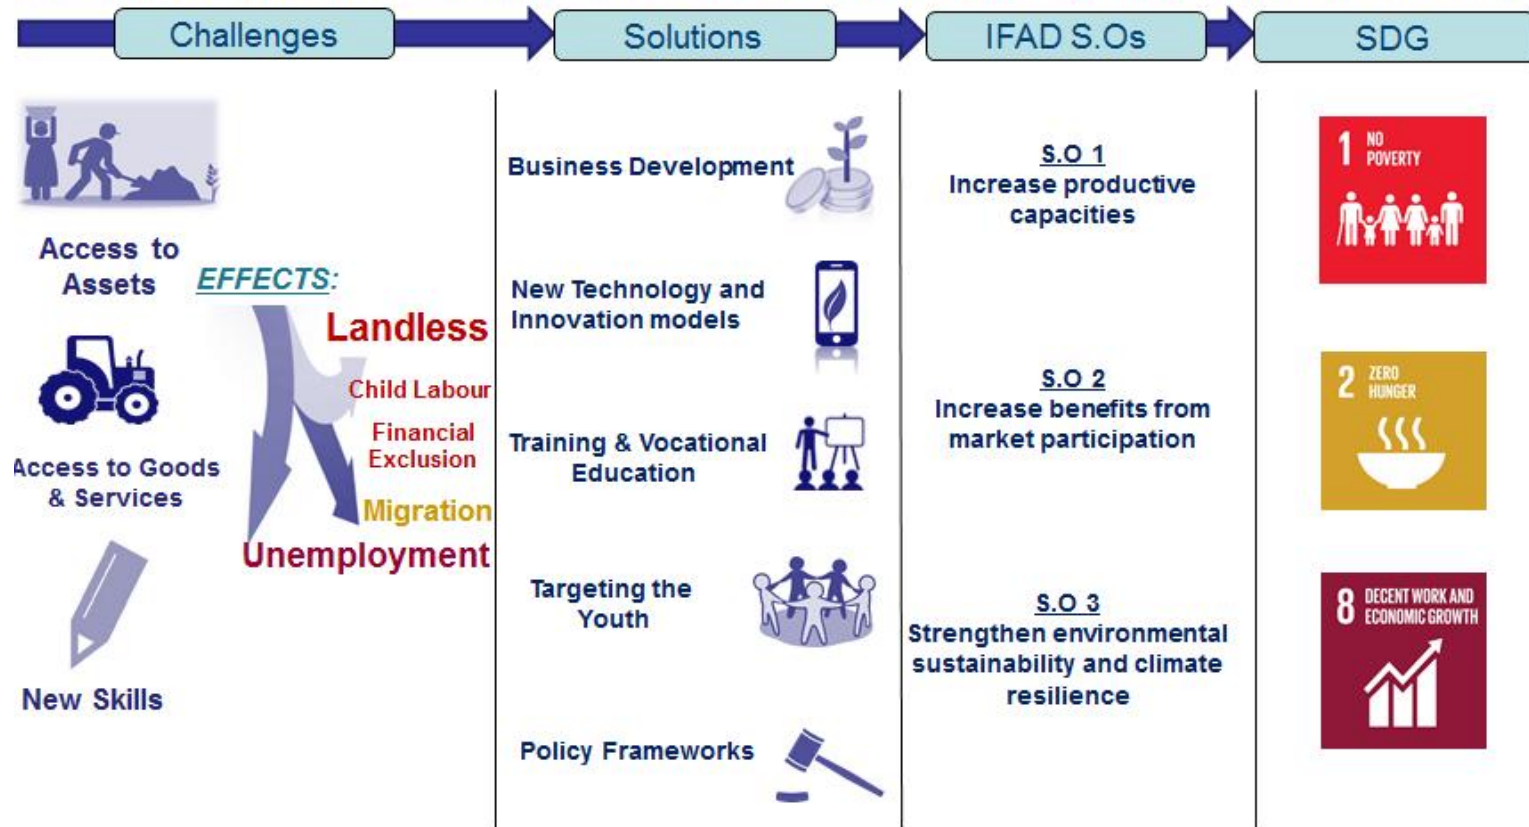 Challenges
Solutions
IFAD S.Os
SDG
Access to
Assets
EFFECTS:
Landless
Child Labour
Financial
Exclusion
Migration
Unemployment
Access to Goods
& Services
New Skills
Business Development
New Technology and
Innovation models
Training & Vocational
Education
Targeting the
Youth
Policy Frameworks
S.O 1
Increase productive
capacities
S.O 2
Increase benefits from
market participation
S.O 3
Strengthen environmental
sustainability and climate
resilience
1 NO
POVERTY
2 ZERO
HUNGER
8 DECENT WORK AND
ECONOMIC GROWTH